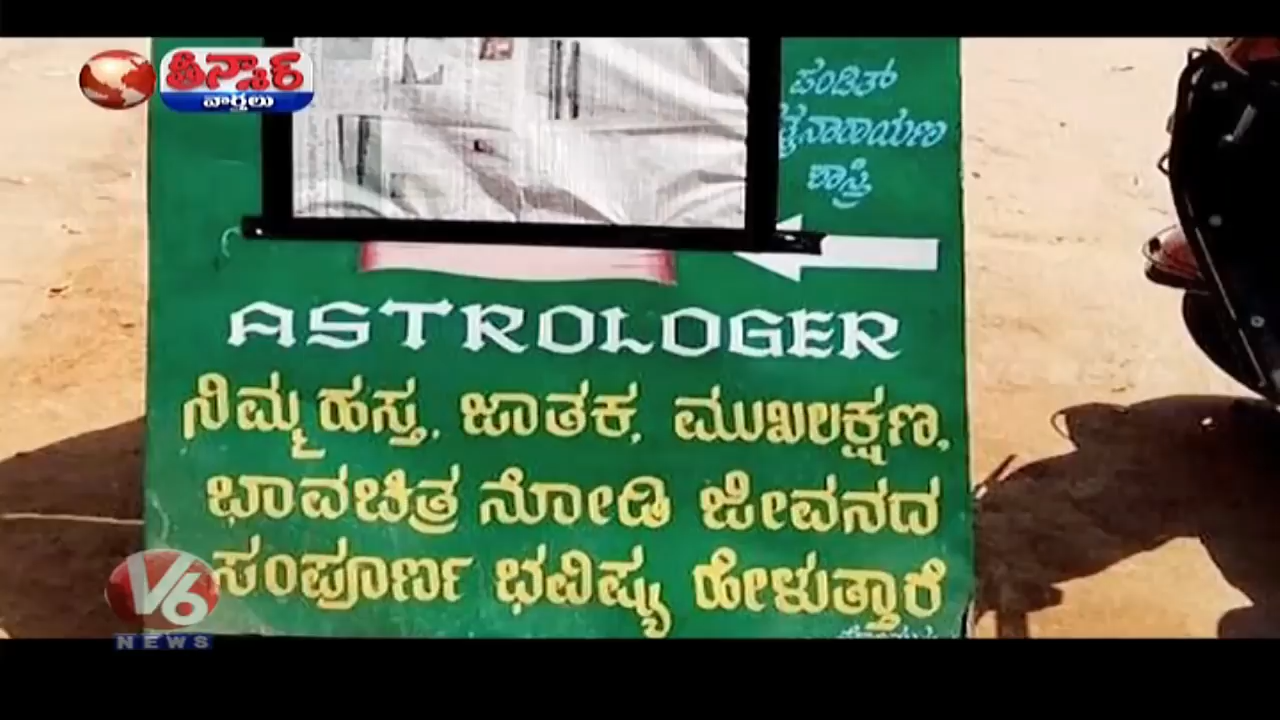 తీన్మార్
వార్తలు
ಪಂಡಿತ್
ಶಾಸ್ತ್ರಿ
ASTROLOGER
ನಿಮ್ಮ ಹಸ್ತ, ಜಾತಕ, ಮುಖಲಕ್ಷಣ,
ಭಾವಚಿತ್ರ ನೋಡಿ ಜೀವನದ
ಸಂಪೂರ್ಣ ಭವಿಷ್ಯ ಹೇಳುತ್ತಾರೆ
V6
NEWS